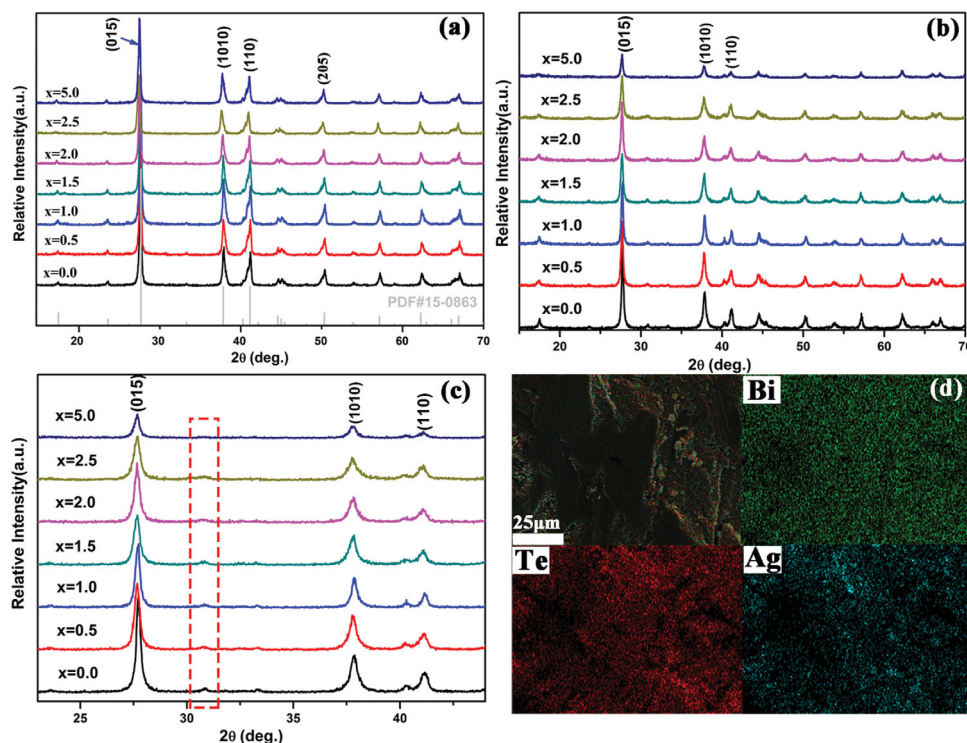 (a)
(015)
(1010)
(110)
(205)
x=5.0
x=2.5
x=2.0
x=1.5
x=1.0
x=0.5
x=0.0
PDF#15-0863
Relative Intensity(a.u.)
20 30 40 50 60 70
2θ (deg.)
(b)
(015)
(1010)
(110)
x=5.0
x=2.5
x=2.0
x=1.5
x=1.0
x=0.5
x=0.0
Relative Intensity(a.u.)
20 30 40 50 60 70
2θ (deg.)
(c)
(015)
(1010)
(110)
x=5.0
x=2.5
x=2.0
x=1.5
x=1.0
x=0.5
x=0.0
Relative Intensity(a.u.)
25 30 35 40
2θ (deg.)
Bi
(d)
25μm
Te
Ag